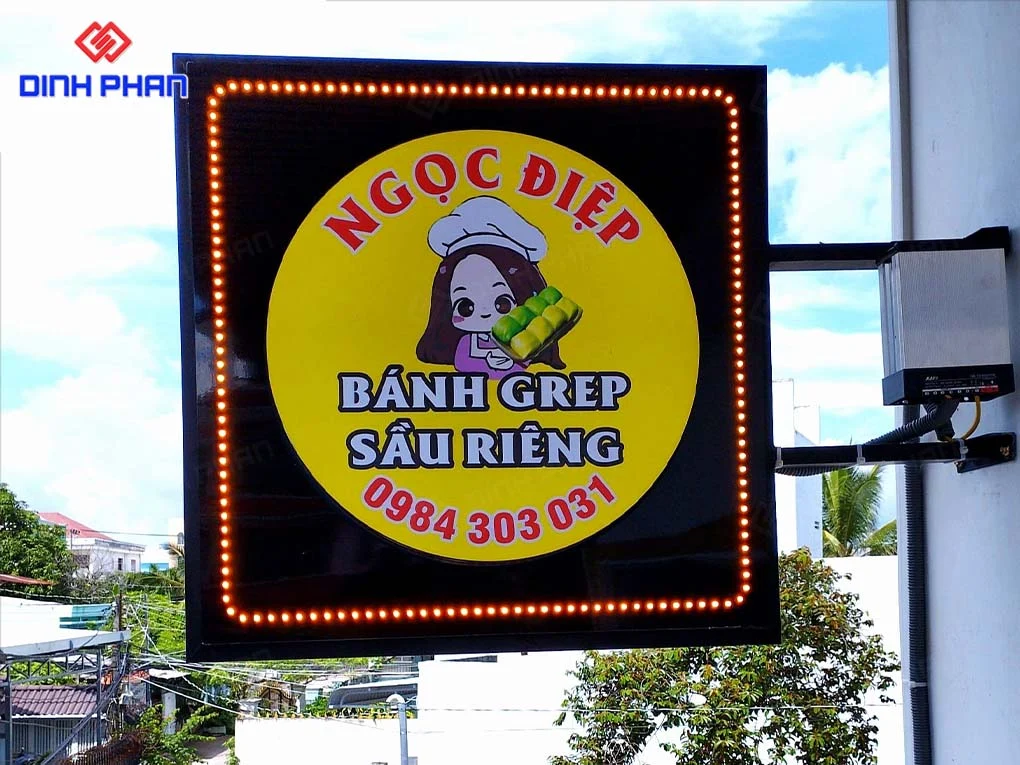 DINH PHAN
NGỌC ĐIỆP
BÁNH GREP
SẦU RIÊNG
0984 303 031